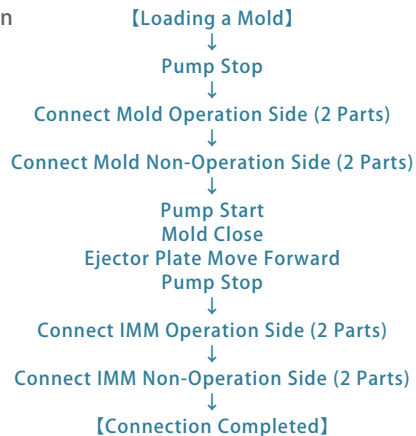 n
【Loading a Mold】
↓
Pump Stop
↓
Connect Mold Operation Side (2 Parts)
↓
Connect Mold Non-Operation Side (2 Parts)
↓
Pump Start
Mold Close
Ejector Plate Move Forward
Pump Stop
↓
Connect IMM Operation Side (2 Parts)
↓
Connect IMM Non-Operation Side (2 Parts)
↓
【Connection Completed】